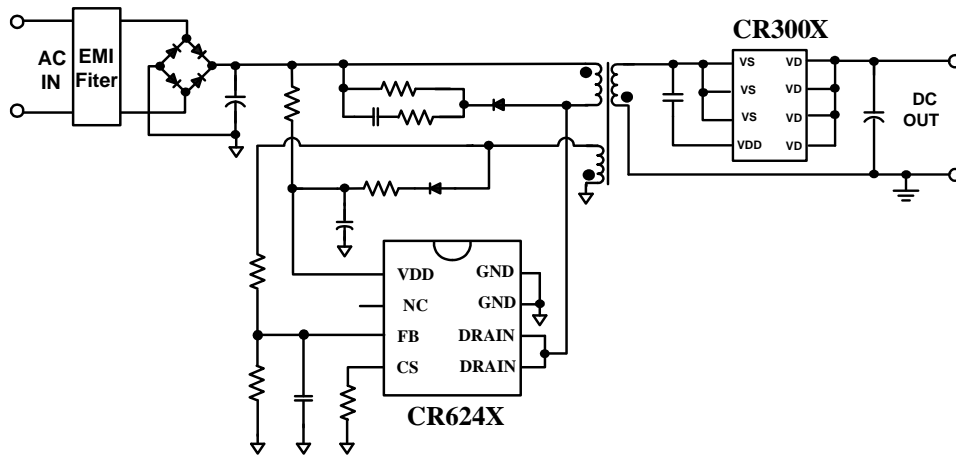 CR300X
AC
IN
EMI
Fiter
VS
VD
VS
VD
VS
VD
VDD
VD
DC
OUT
VDD
GND
NC
GND
FB
DRAIN
CS
DRAIN
CR624X